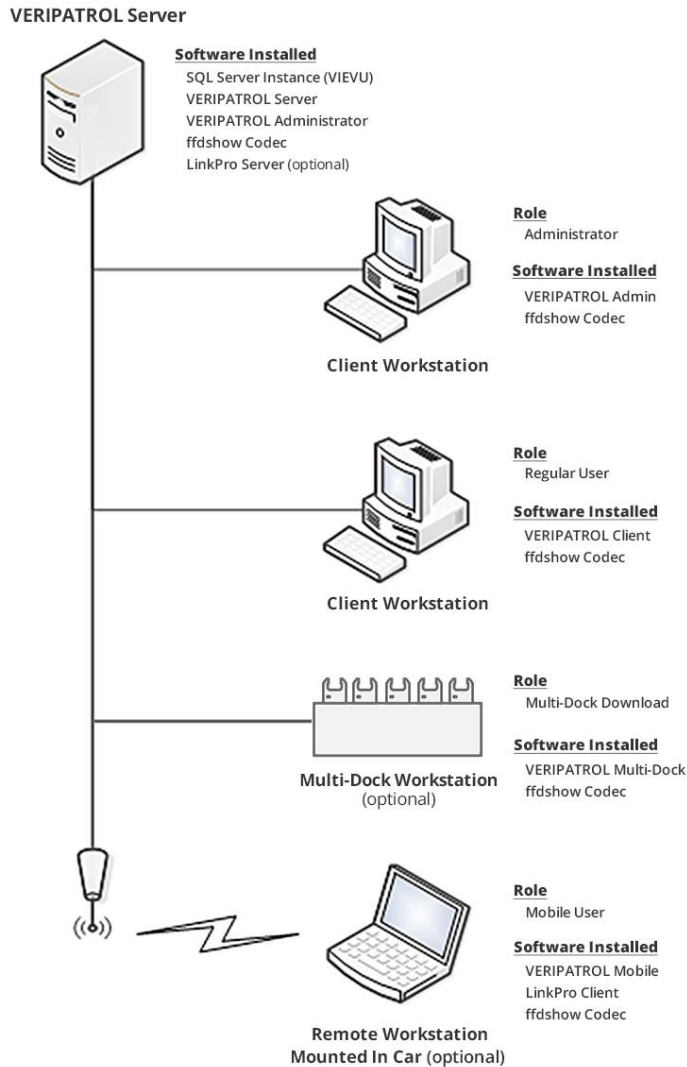 VERIPATROL Server
Software Installed
SQL Server Instance (VIEVU)
VERIPATROL Server
VERIPATROL Administrator
ffdshow Codec
LinkPro Server (optional)
Role
Administrator
Software Installed
VERIPATROL Admin
ffdshow Codec
Client Workstation
Role
Regular User
Software Installed
VERIPATROL Client
ffdshow Codec
Client Workstation
Role
Multi-Dock Download
Software Installed
VERIPATROL Multi-Dock
ffdshow Codec
Multi-Dock Workstation
(optional)
Role
Mobile User
Software Installed
VERIPATROL Mobile
LinkPro Client
ffdshow Codec
Remote Workstation
Mounted In Car (optional)